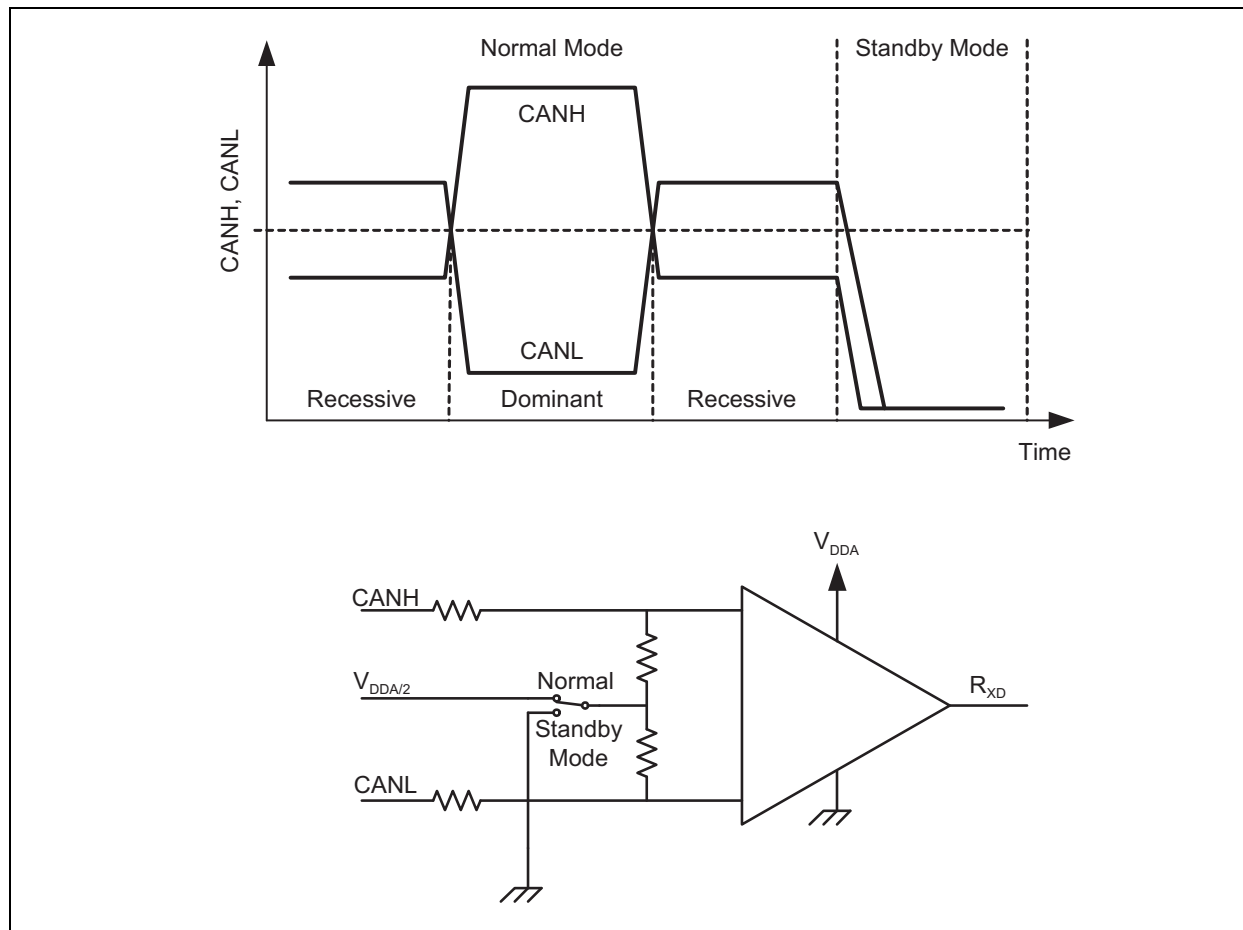 Normal Mode
Standby Mode
CANH, CANL
CANH
CANL
Recessive
Dominant
Recessive
Time
VDDA
CANH
VDDA/2
Normal
Standby
Mode
CANL
RXD